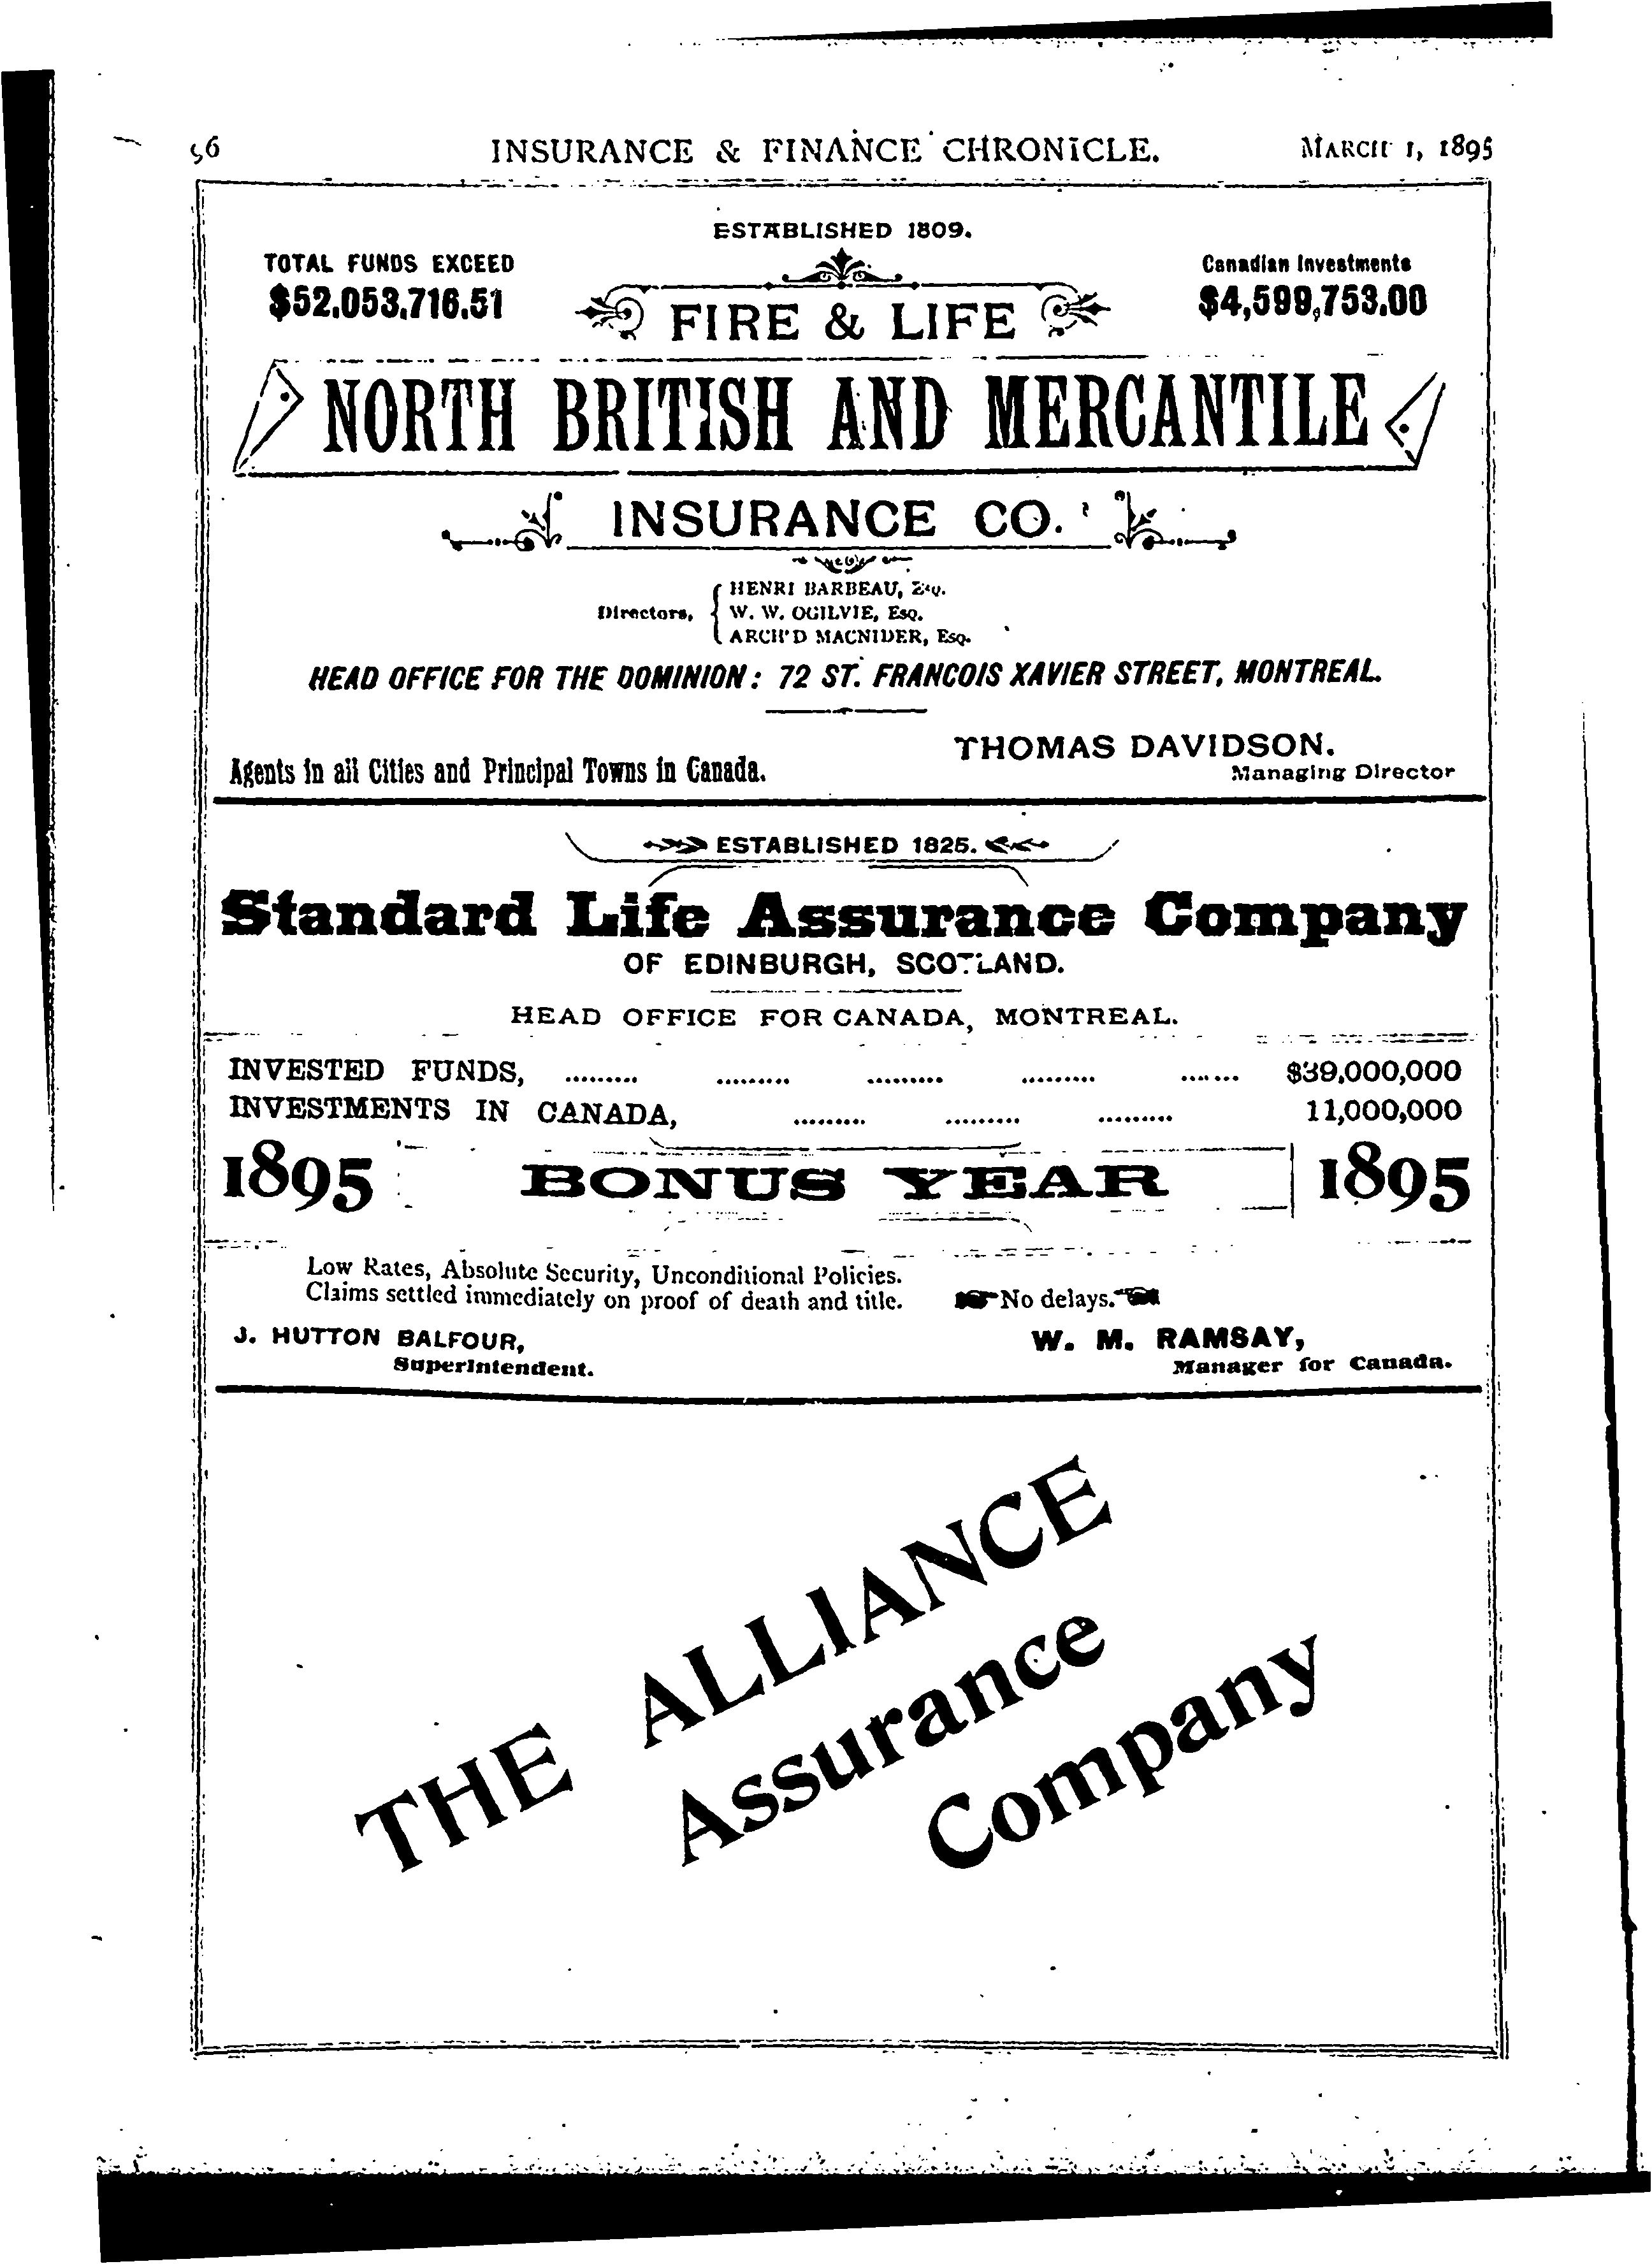 INSURANCE & FINANCE CHRONICLE. MARCH 1, 1895
ESTABLISHED 1809.
TOTAL FUNDS EXCEED
$52,053,716.51
Canadian Investments
$4,599,753.00
FIRE & LIFE
NORTH BRITISH AND MERCANTILE
INSURANCE CO.
Directors,
HENRI BARBEAU, Esq.
W. W. OGILVIE, Esq.
ARCH'D MACNIDER, Esq.
HEAD OFFICE FOR THE DOMINION: 72 ST. FRANCOIS XAVIER STREET, MONTREAL.
Agents in all Cities and Principal Towns in Canada.
THOMAS DAVIDSON.
Managing Director
ESTABLISHED 1825.
Standard Life Assurance Company
OF EDINBURGH, SCOTLAND.
HEAD OFFICE FOR CANADA, MONTREAL.
INVESTED FUNDS, ......... ......... ......... ......... ....... $39,000,000
INVESTMENTS IN CANADA, ......... ......... ......... 11,000,000
1895 BONUS YEAR 1895
Low Rates, Absolute Security, Unconditional Policies.
Claims settled immediately on proof of death and title. No delays.
J. HUTTON BALFOUR,
Superintendent.
W. M. RAMSAY,
Manager for Canada.
THE ALLIANCE
Assurance
Company